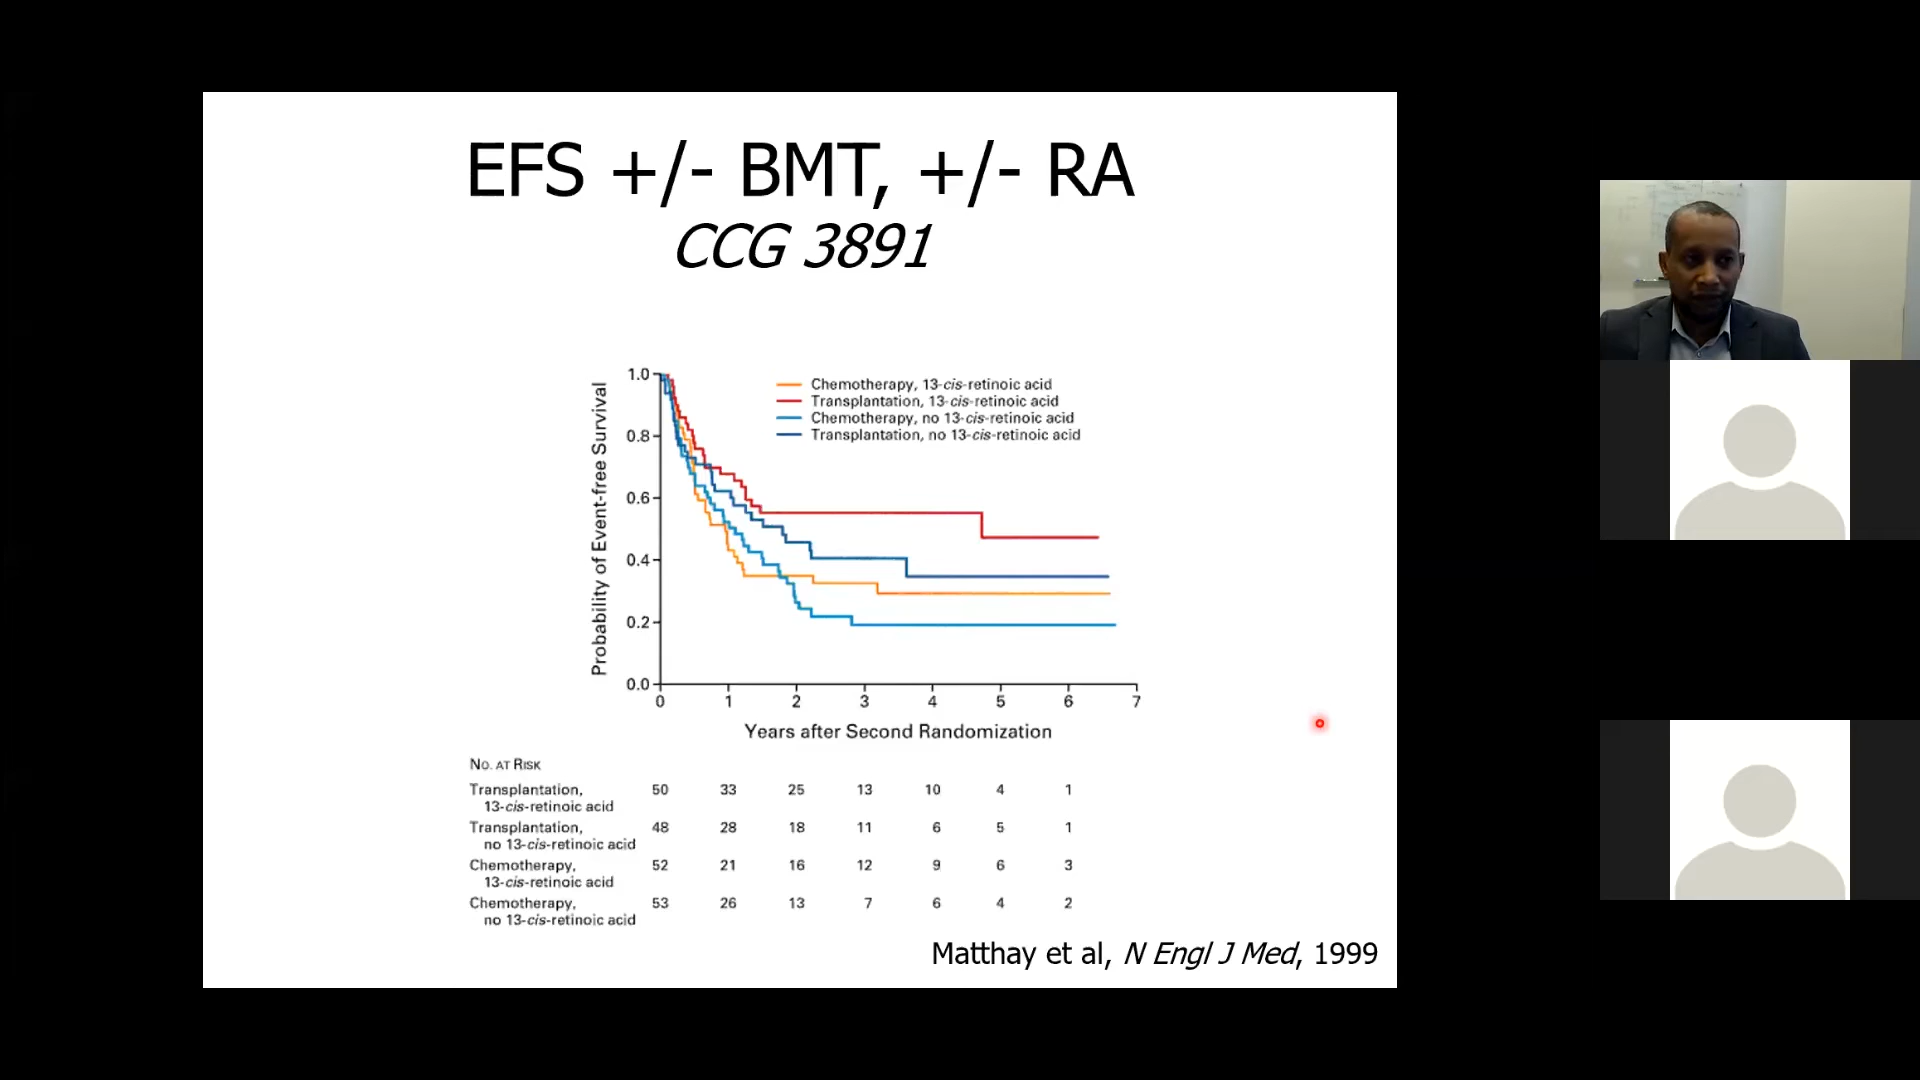 EFS +/- BMT, +/- RA
CCG 3891
Probability of Event-free Survival
1.0
0.8
0.6
0.4
0.2
0.0
Chemotherapy, 13-cis-retinoic acid
Transplantation, 13-cis-retinoic acid
Chemotherapy, no 13-cis-retinoic acid
Transplantation, no 13-cis-retinoic acid
0 1 2 3 4 5 6 7
Years after Second Randomization
No. at Risk
Transplantation, 50 33 25 13 10 4 1
13-cis-retinoic acid
Transplantation, 48 28 18 11 6 5 1
no 13-cis-retinoic acid
Chemotherapy, 52 21 16 12 9 6 3
13-cis-retinoic acid
Chemotherapy, 53 26 13 7 6 4 2
no 13-cis-retinoic acid
Matthay et al, N Engl J Med, 1999